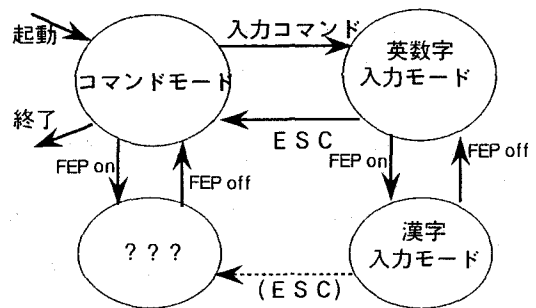 起動
入力コマンド
コマンドモード
英数字
入力モード
終了
ESC
FEP on
FEP off
FEP on
FEP off
???
漢字
入力モード
(ESC)